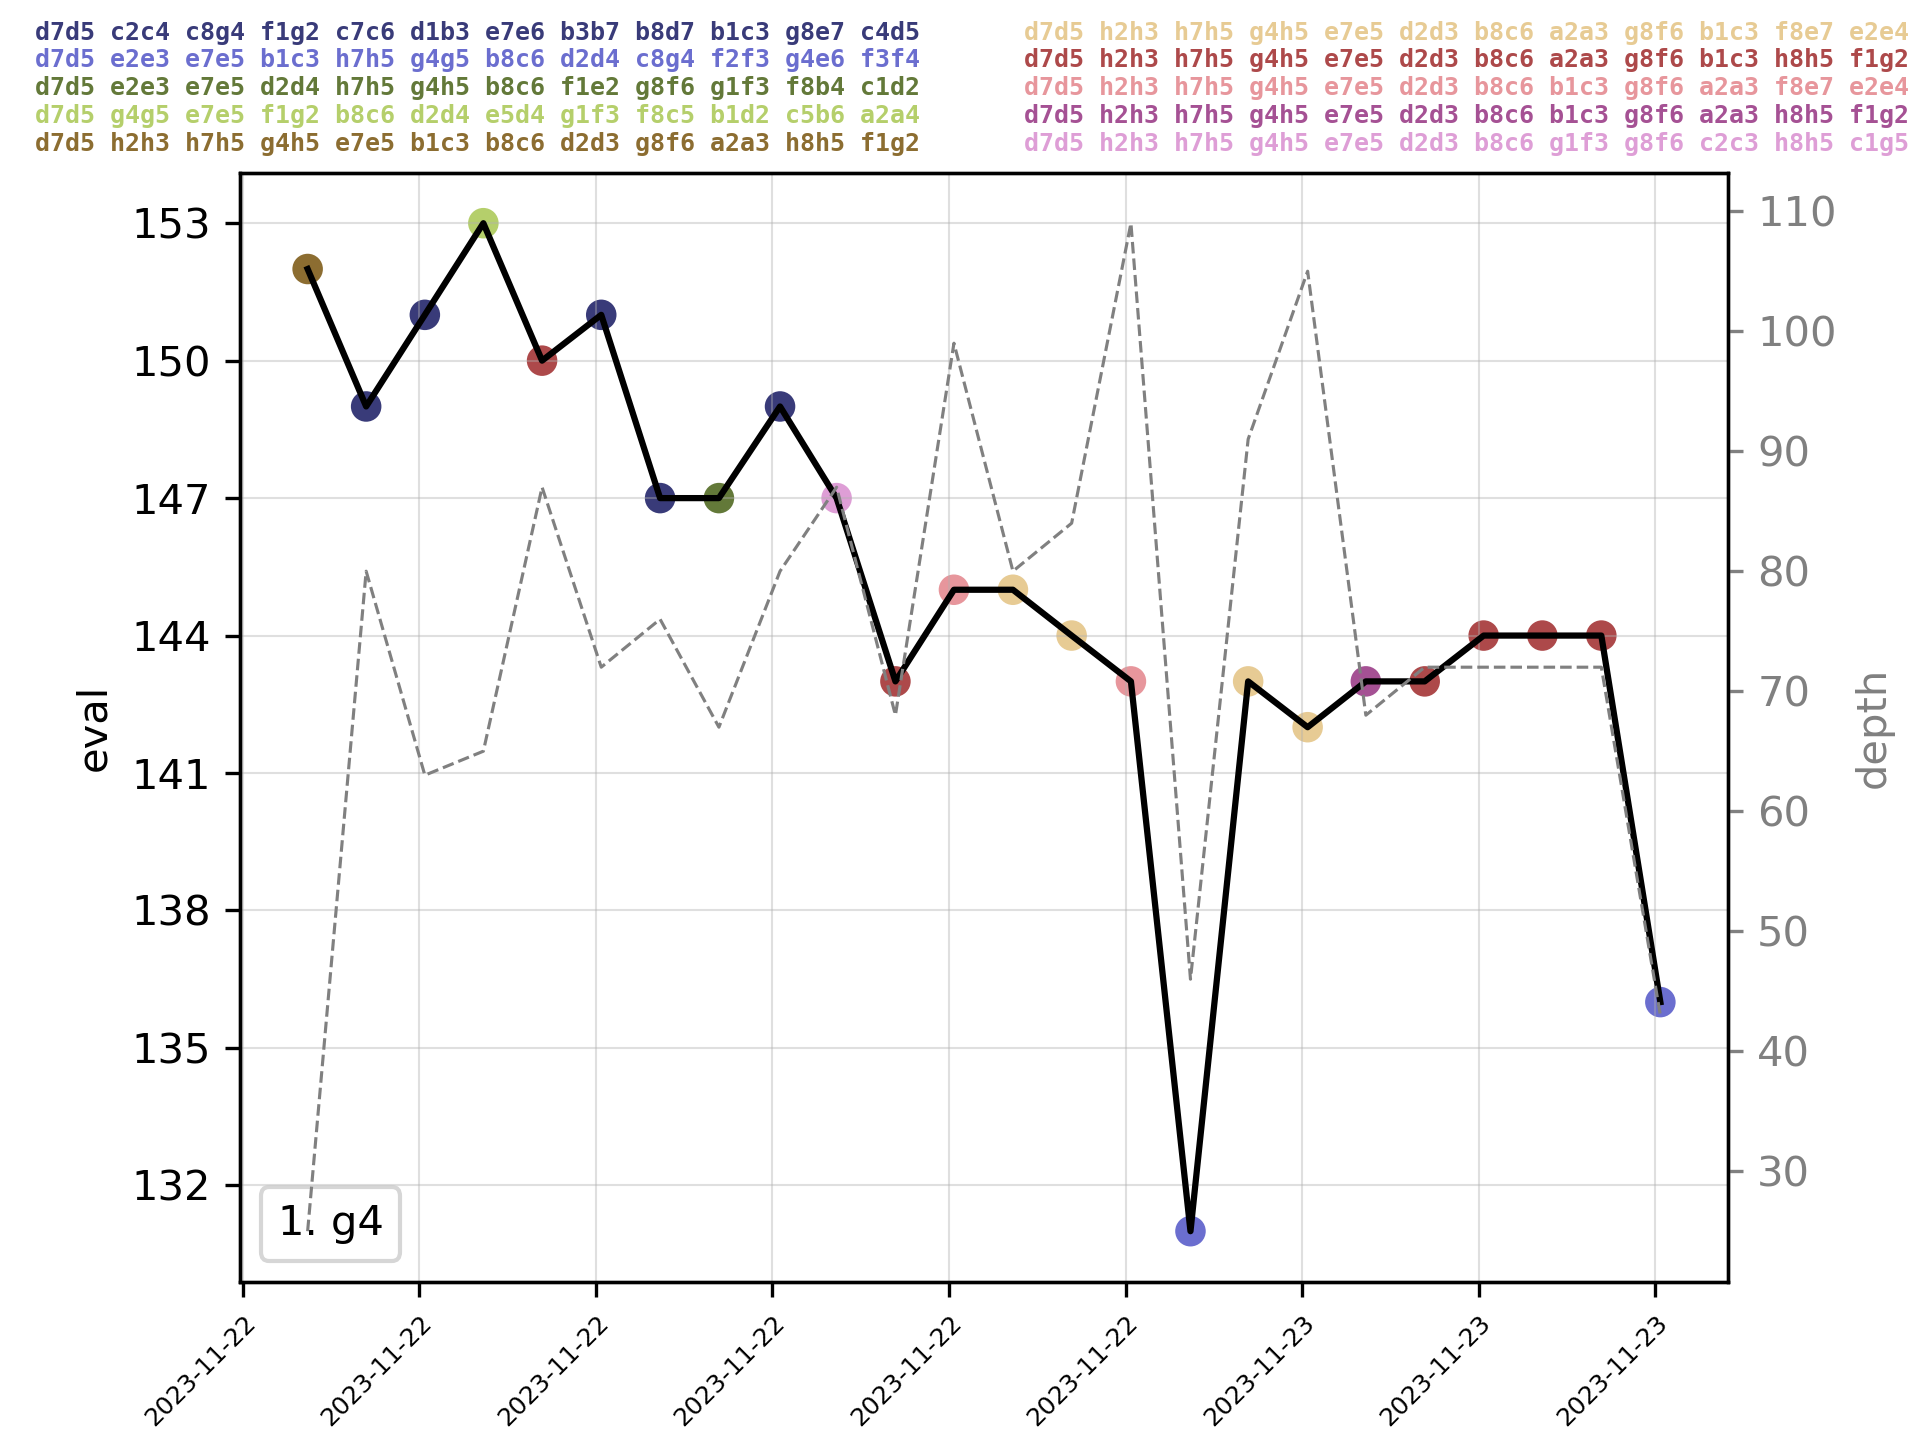 d7d5 c2c4 c8g4 f1g2 c7c6 d1b3 e7e6 b3b7 b8d7 b1c3 g8e7 c4d5
d7d5 e2e3 e7e5 b1c3 h7h5 g4g5 b8c6 d2d4 c8g4 f2f3 g4e6 f3f4
d7d5 e2e3 e7e5 d2d4 h7h5 g4h5 b8c6 f1e2 g8f6 g1f3 f8b4 c1d2
d7d5 g4g5 e7e5 f1g2 b8c6 d2d4 e5d4 g1f3 f8c5 b1d2 c5b6 a2a4
d7d5 h2h3 h7h5 g4h5 e7e5 b1c3 b8c6 d2d3 g8f6 a2a3 h8h5 f1g2
d7d5 h2h3 h7h5 g4h5 e7e5 d2d3 b8c6 a2a3 g8f6 b1c3 f8e7 e2e4
d7d5 h2h3 h7h5 g4h5 e7e5 d2d3 b8c6 a2a3 g8f6 b1c3 h8h5 f1g2
d7d5 h2h3 h7h5 g4h5 e7e5 d2d3 b8c6 b1c3 g8f6 a2a3 f8e7 e2e4
d7d5 h2h3 h7h5 g4h5 e7e5 d2d3 b8c6 b1c3 g8f6 a2a3 h8h5 f1g2
d7d5 h2h3 h7h5 g4h5 e7e5 d2d3 b8c6 g1f3 g8f6 c2c3 h8h5 c1g5
eval
153
150
147
144
141
138
135
132
1. g4
110
100
90
80
70
60
50
40
30
depth
2023-11-22
2023-11-22
2023-11-22
2023-11-22
2023-11-22
2023-11-22
2023-11-23
2023-11-23
2023-11-23